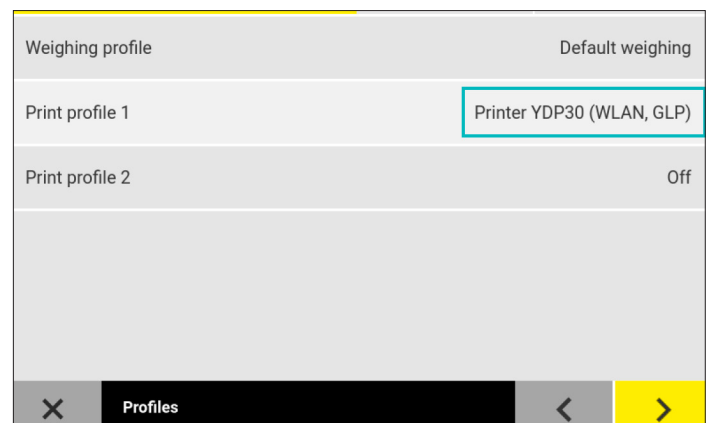 Weighing profile Default weighing
Print profile 1 Printer YDP30 (WLAN, GLP)
Print profile 2 Off
Profiles